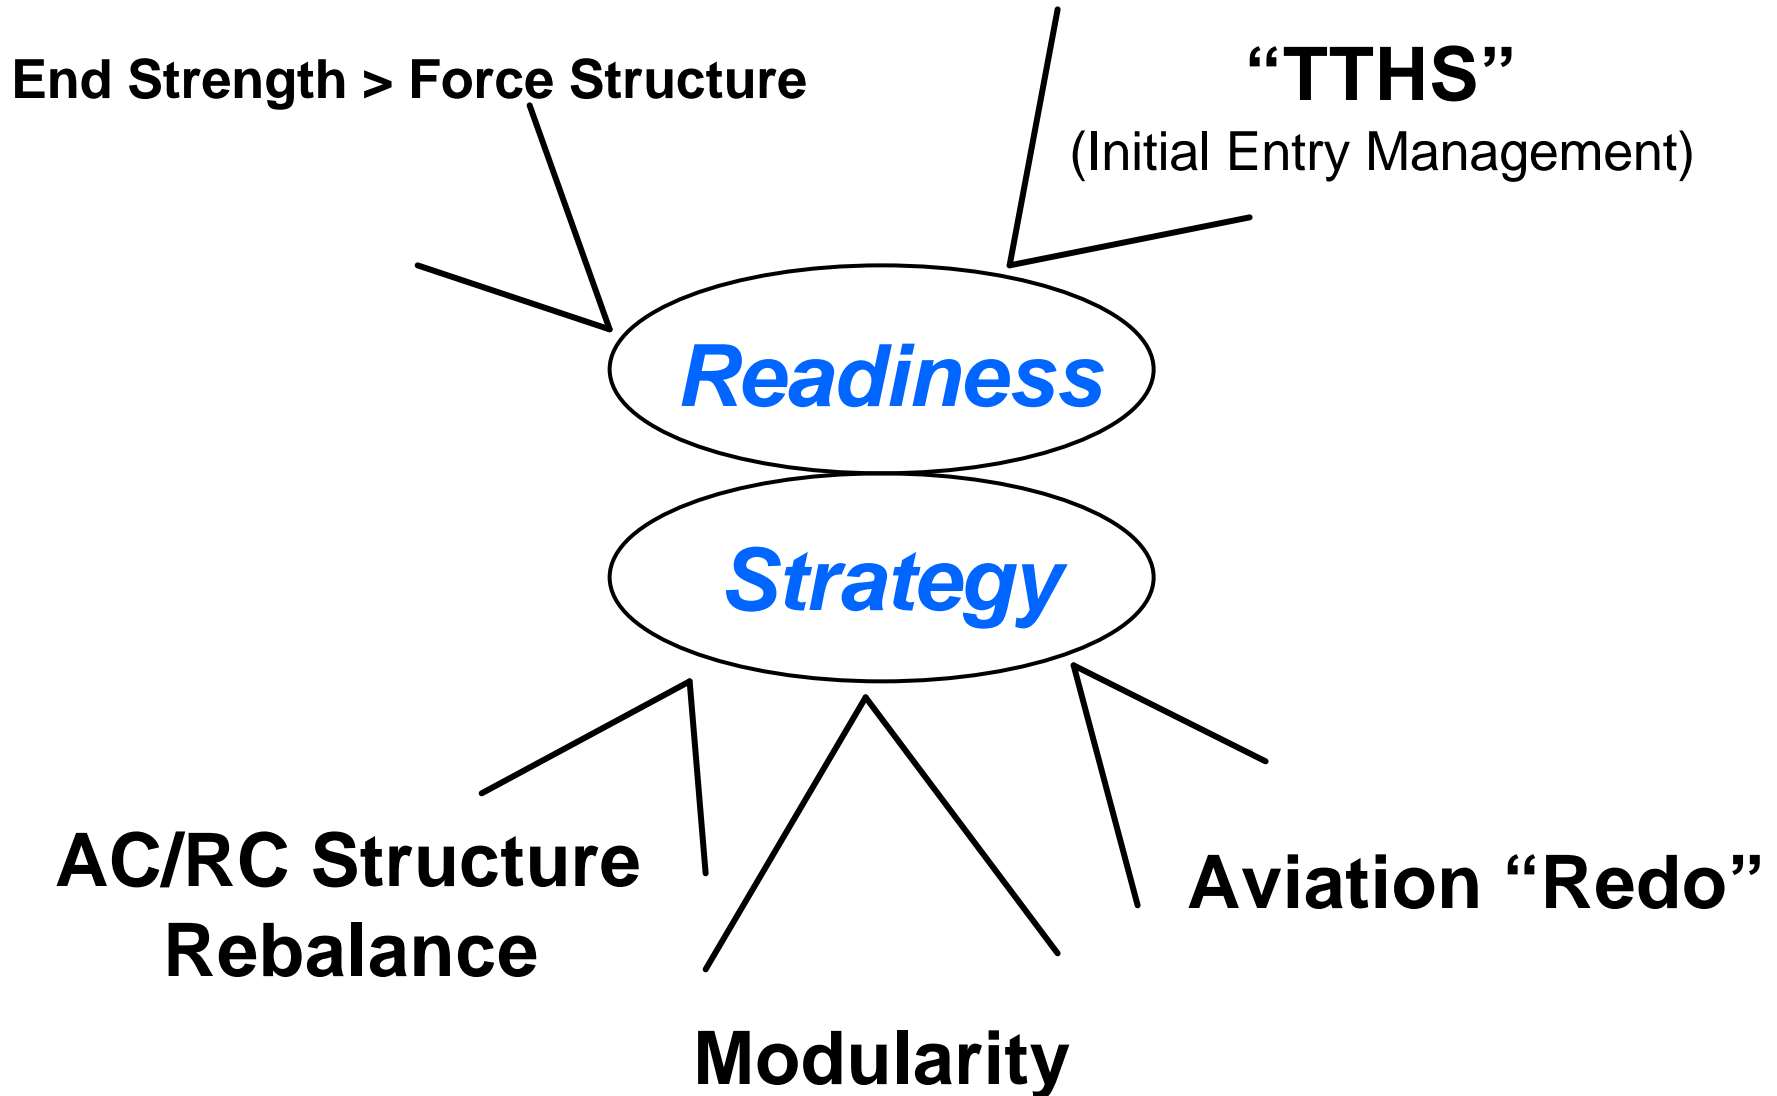 End Strength > Force Structure
“TTHS”
(Initial Entry Management)
Readiness
Strategy
AC/RC Structure
Rebalance
Aviation “Redo”
Modularity